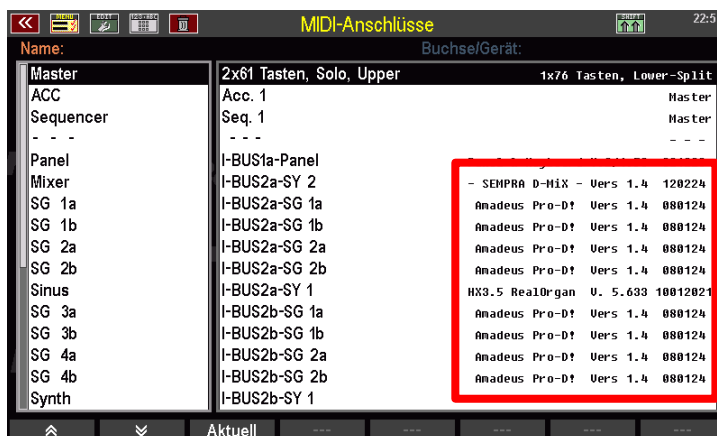 MENU EDIT 123±ABC MIDI-Anschlüsse SHIFT 22:5
Name: Buchse/Gerät:
Master 2x61 Tasten, Solo, Upper 1x76 Tasten, Lower-Split
ACC Acc. 1 Master
Sequencer Seq. 1 Master
- - - - - - - - -
Panel I-BUS1a-Panel
Mixer I-BUS2a-SY 2 - SEMPRA D-MiX - Vers 1.4 120224
SG 1a I-BUS2a-SG 1a Amadeus Pro-D! Vers 1.4 080124
SG 1b I-BUS2a-SG 1b Amadeus Pro-D! Vers 1.4 080124
SG 2a I-BUS2a-SG 2a Amadeus Pro-D! Vers 1.4 080124
SG 2b I-BUS2a-SG 2b Amadeus Pro-D! Vers 1.4 080124
Sinus I-BUS2a-SY 1 HX3.5 RealOrgan V. 5.633 10012021
SG 3a I-BUS2b-SG 1a Amadeus Pro-D! Vers 1.4 080124
SG 3b I-BUS2b-SG 1b Amadeus Pro-D! Vers 1.4 080124
SG 4a I-BUS2b-SG 2a Amadeus Pro-D! Vers 1.4 080124
SG 4b I-BUS2b-SG 2b Amadeus Pro-D! Vers 1.4 080124
Synth I-BUS2b-SY 1
Aktuell --- --- --- --- ---